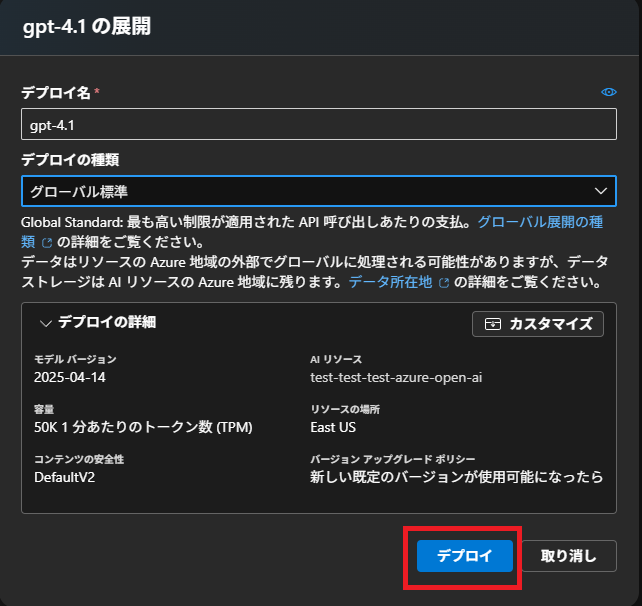 gpt-4.1 の展開
デプロイ名 *
gpt-4.1
デプロイの種類
グローバル標準
Global Standard: 最も高い制限が適用された API 呼び出しあたりの支払。グローバル展開の種
類 の詳細をご覧ください。
データはリソースの Azure 地域の外部でグローバルに処理される可能性がありますが、データ
ストレージは AI リソースの Azure 地域に残ります。データ所在地 の詳細をご覧ください。
デプロイの詳細
カスタマイズ
モデル バージョン
2025-04-14
AI リソース
test-test-test-azure-open-ai
容量
50K 1 分あたりのトークン数 (TPM)
リソースの場所
East US
コンテンツの安全性
DefaultV2
バージョン アップグレード ポリシー
新しい既定のバージョンが使用可能になったら
デプロイ
取り消し